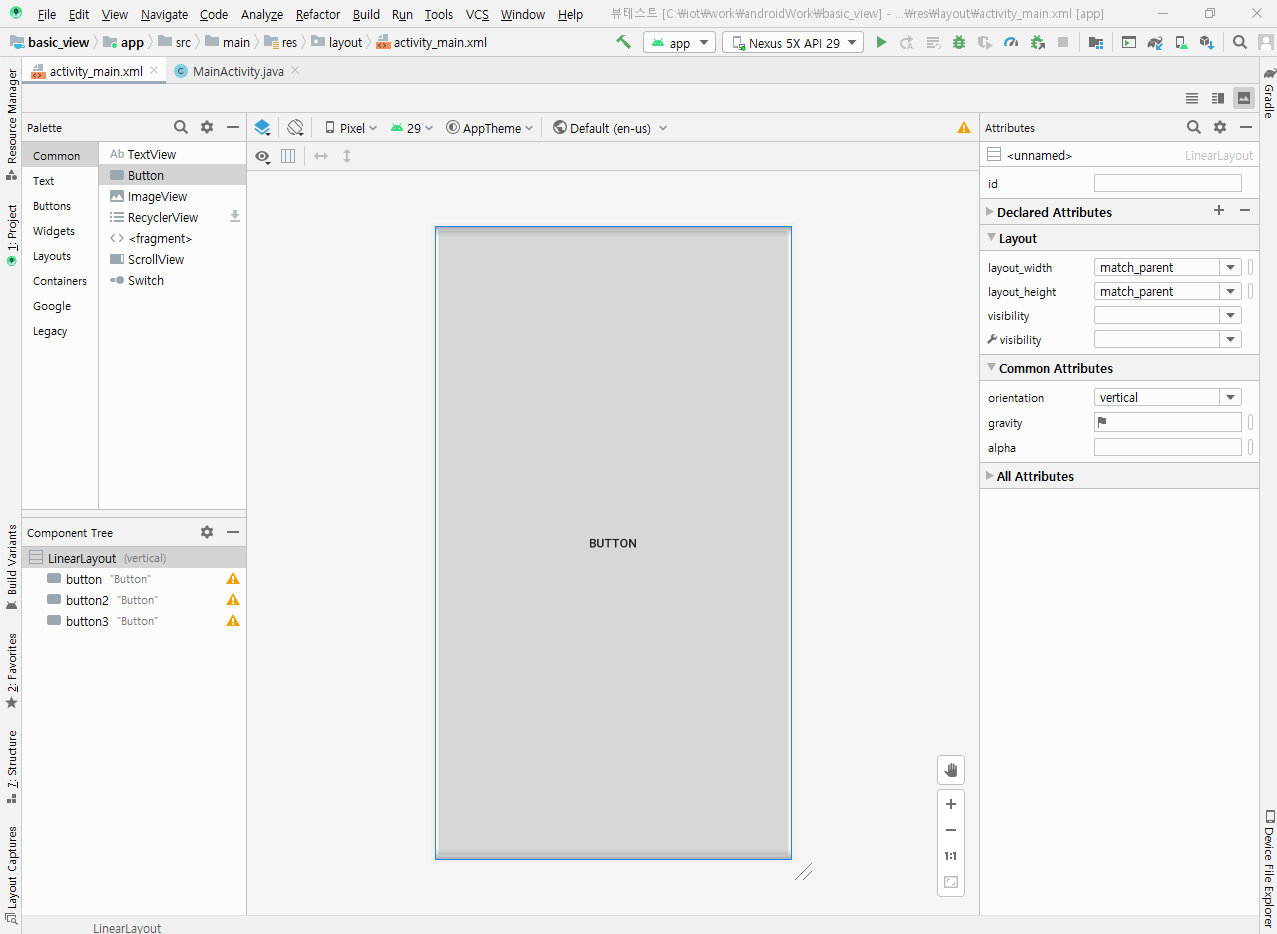 File Edit View Navigate Code Analyze Refactor Build Run Tools VCS Window Help 뷰테스트 [C:₩iot₩work₩androidWork₩basic_view] - ...₩res₩layout₩activity_main.xml [app]
basic_view app src main res layout activity_main.xml app Nexus 5X API 29
activity_main.xml MainActivity.java
Resource Manager
1: Project
Build Variants
2: Favorites
7: Structure
Layout Captures
Palette
Common
Text
Buttons
Widgets
Layouts
Containers
Google
Legacy
Ab TextView
Button
ImageView
RecyclerView
<fragment>
ScrollView
Switch
Component Tree
LinearLayout (vertical)
button "Button"
button2 "Button"
button3 "Button"
Pixel 29 AppTheme Default (en-us)
BUTTON
1:1
Attributes
<unnamed> LinearLayout
id
Declared Attributes
Layout
layout_width match_parent
layout_height match_parent
visibility
visibility
Common Attributes
orientation vertical
gravity
alpha
All Attributes
Gradle
Device File Explorer
LinearLayout